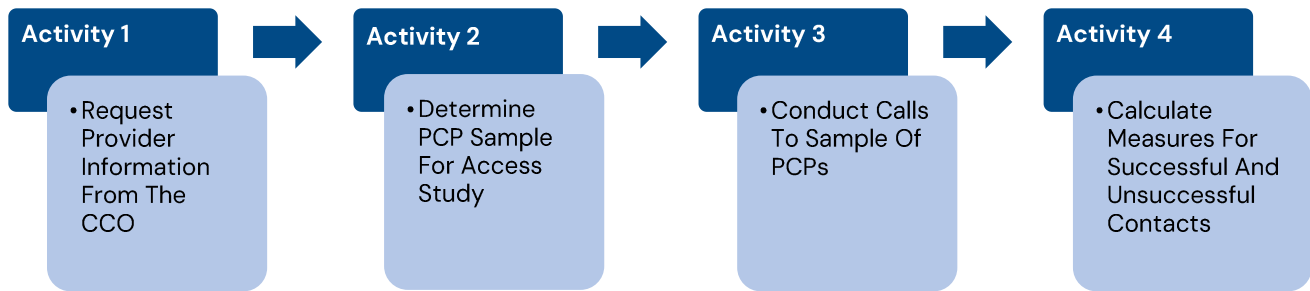 Activity 1
• Request
Provider
Information
From The
CCO
Activity 2
• Determine
PCP Sample
For Access
Study
Activity 3
• Conduct Calls
To Sample Of
PCPs
Activity 4
• Calculate
Measures For
Successful And
Unsuccessful
Contacts